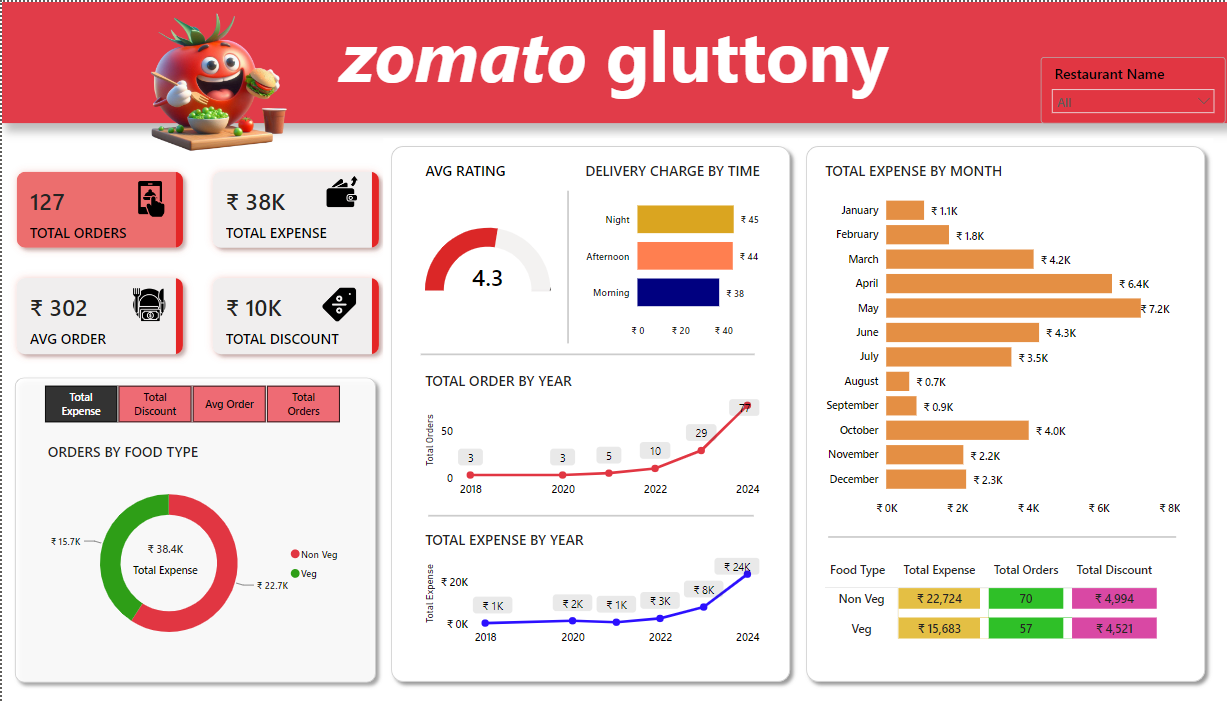 zomato gluttony
Restaurant Name
All
127
TOTAL ORDERS
₹ 38K
TOTAL EXPENSE
₹ 302
AVG ORDER
₹ 10K
TOTAL DISCOUNT
Total Expense
Total Discount
Avg Order
Total Orders
ORDERS BY FOOD TYPE
₹ 15.7K
₹ 38.4K
Total Expense
₹ 22.7K
Non Veg
Veg
AVG RATING
4.3
DELIVERY CHARGE BY TIME
Night ₹ 45
Afternoon ₹ 44
Morning ₹ 38
₹ 0 ₹ 20 ₹ 40
TOTAL ORDER BY YEAR
Total Orders
50
0
3 3 5 10 29 77
2018 2020 2022 2024
TOTAL EXPENSE BY YEAR
Total Expense
₹ 20K
₹ 0K
₹ 1K ₹ 2K ₹ 1K ₹ 3K ₹ 8K ₹ 24K
2018 2020 2022 2024
TOTAL EXPENSE BY MONTH
January ₹ 1.1K
February ₹ 1.8K
March ₹ 4.2K
April ₹ 6.4K
May ₹ 7.2K
June ₹ 4.3K
July ₹ 3.5K
August ₹ 0.7K
September ₹ 0.9K
October ₹ 4.0K
November ₹ 2.2K
December ₹ 2.3K
₹ 0K ₹ 2K ₹ 4K ₹ 6K ₹ 8K
Food Type Total Expense Total Orders Total Discount
Non Veg ₹ 22,724 70 ₹ 4,994
Veg ₹ 15,683 57 ₹ 4,521